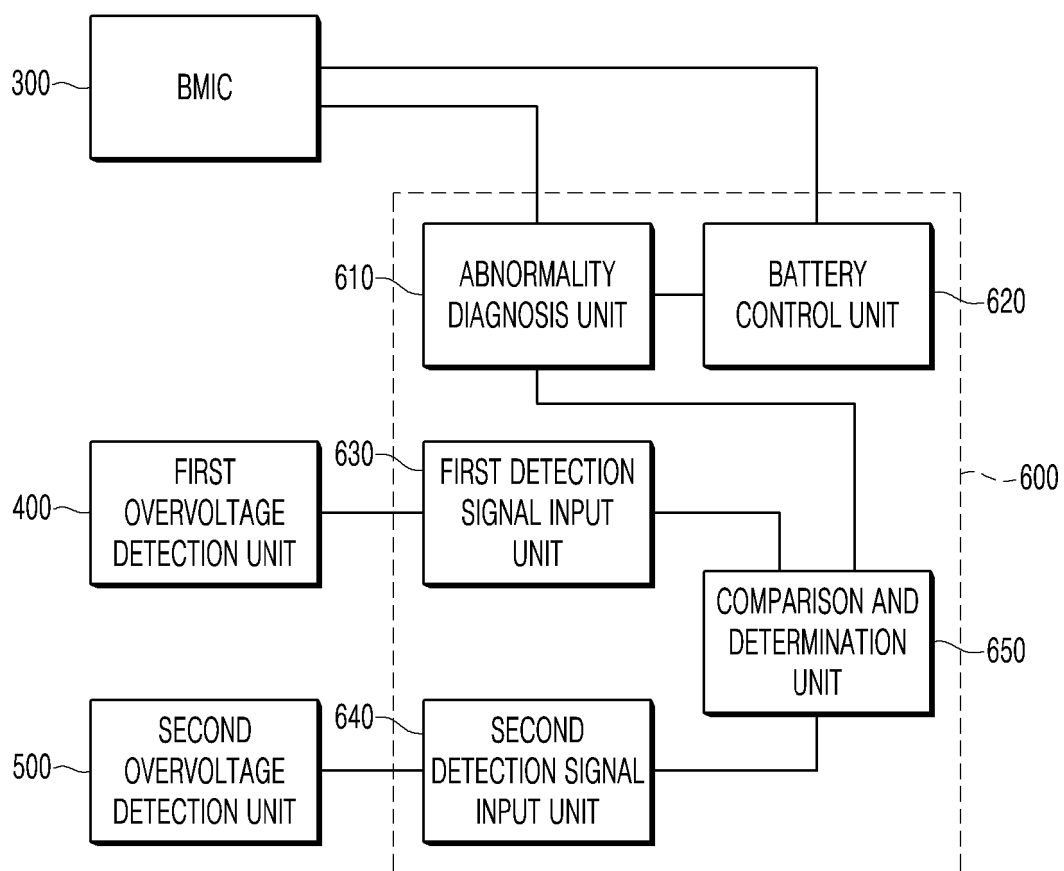 300
BMIC
610
ABNORMALITY
DIAGNOSIS UNIT
BATTERY
CONTROL UNIT
620
400
FIRST
OVERVOLTAGE
DETECTION UNIT
630
FIRST DETECTION
SIGNAL INPUT
UNIT
600
COMPARISON AND
DETERMINATION
UNIT
650
500
SECOND
OVERVOLTAGE
DETECTION UNIT
640
SECOND
DETECTION SIGNAL
INPUT UNIT